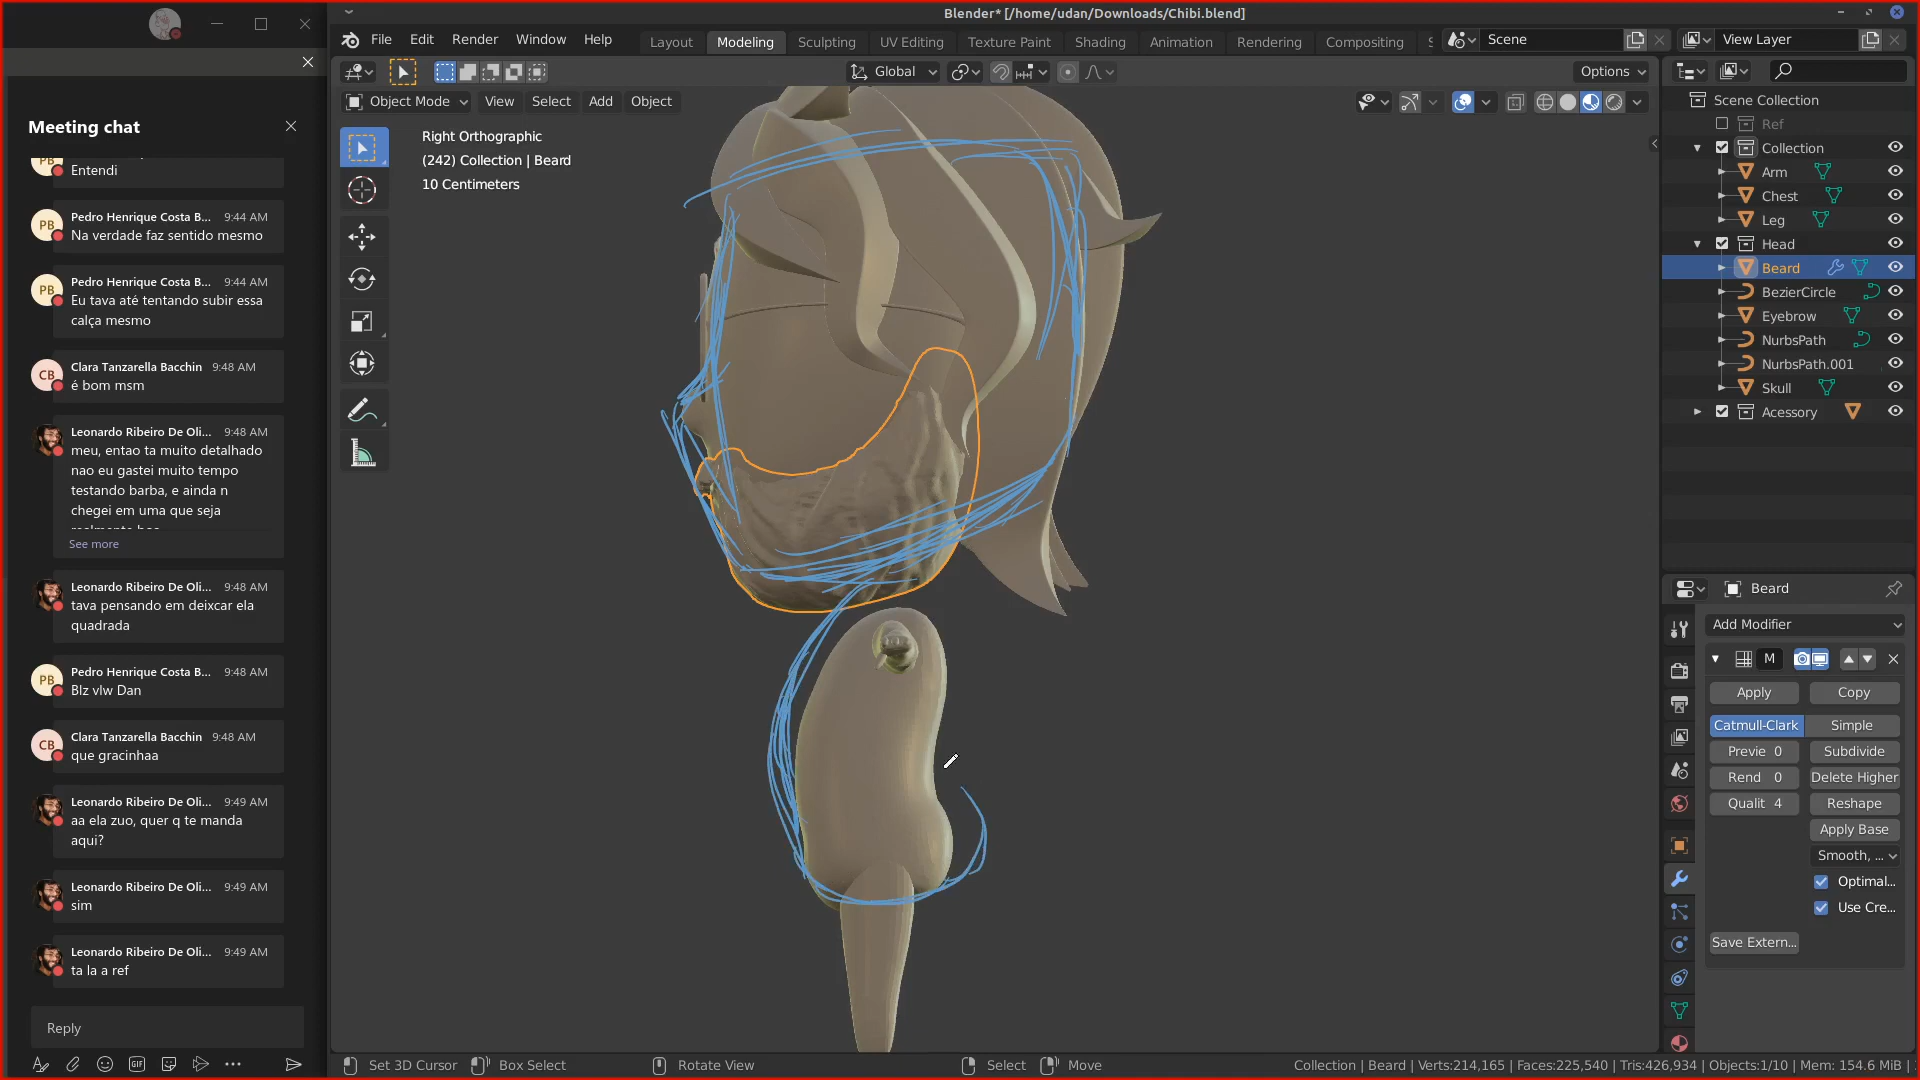 Meeting chat
PB
Entendi
PB
Pedro Henrique Costa B... 9:44 AM
Na verdade faz sentido mesmo
PB
Pedro Henrique Costa B... 9:44 AM
Eu tava até tentando subir essa
calça mesmo
CB
Clara Tanzarella Bacchin 9:48 AM
é bom msm
Leonardo Ribeiro De Oli... 9:48 AM
meu, entao ta muito detalhado
nao eu gastei muito tempo
testando barba, e ainda n
chegei em uma que seja
See more
Leonardo Ribeiro De Oli... 9:48 AM
tava pensando em deixcar ela
quadrada
PB
Pedro Henrique Costa B... 9:48 AM
Blz vlw Dan
CB
Clara Tanzarella Bacchin 9:48 AM
que gracinhaa
Leonardo Ribeiro De Oli... 9:49 AM
aa ela zuo, quer q te manda
aqui?
Leonardo Ribeiro De Oli... 9:49 AM
sim
Leonardo Ribeiro De Oli... 9:49 AM
ta la a ref
Reply
GIF
Blender* [/home/udan/Downloads/Chibi.blend]
File Edit Render Window Help
Layout Modeling Sculpting UV Editing Texture Paint Shading Animation Rendering Compositing
Scene
View Layer
Global
Options
Object Mode View Select Add Object
Right Orthographic
(242) Collection | Beard
10 Centimeters
Scene Collection
Ref
Collection
Arm
Chest
Leg
Head
Beard
BezierCircle
Eyebrow
NurbsPath
NurbsPath.001
Skull
Acessory
Beard
Add Modifier
M
Apply Copy
Catmull-Clark Simple
Previe 0 Subdivide
Rend 0 Delete Higher
Qualit 4 Reshape
Apply Base
Smooth, ...
Optimal...
Use Cre...
Save Extern...
Set 3D Cursor Box Select Rotate View Select Move
Collection | Beard | Verts:214,165 | Faces:225,540 | Tris:426,934 | Objects:1/10 | Mem: 154.6 MiB |